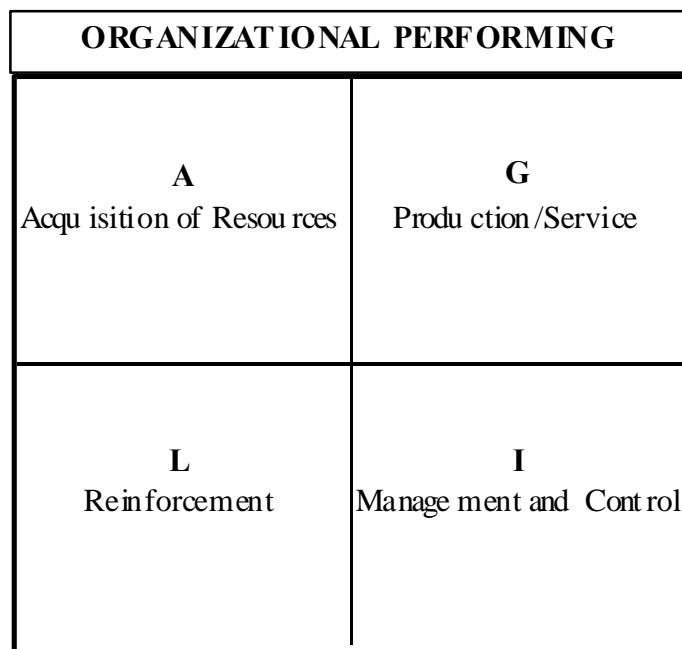 ORGANIZATIONAL PERFORMING
A
Acquisition of Resources
G
Production/Service
L
Reinforcement
I
Management and Control